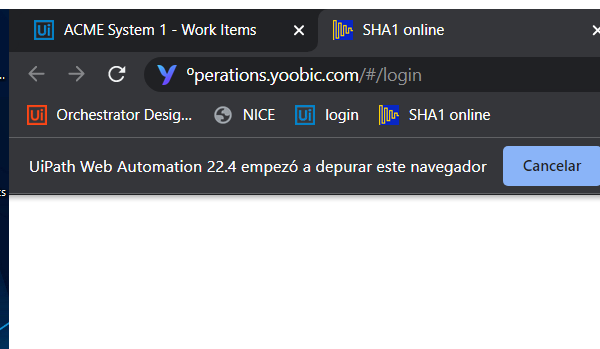 ACME System 1 - Work Items
SHA1 online
ºperations.yoobic.com/#/login
Orchestrator Desig...
NICE
login
SHA1 online
UiPath Web Automation 22.4 empezó a depurar este navegador
Cancelar